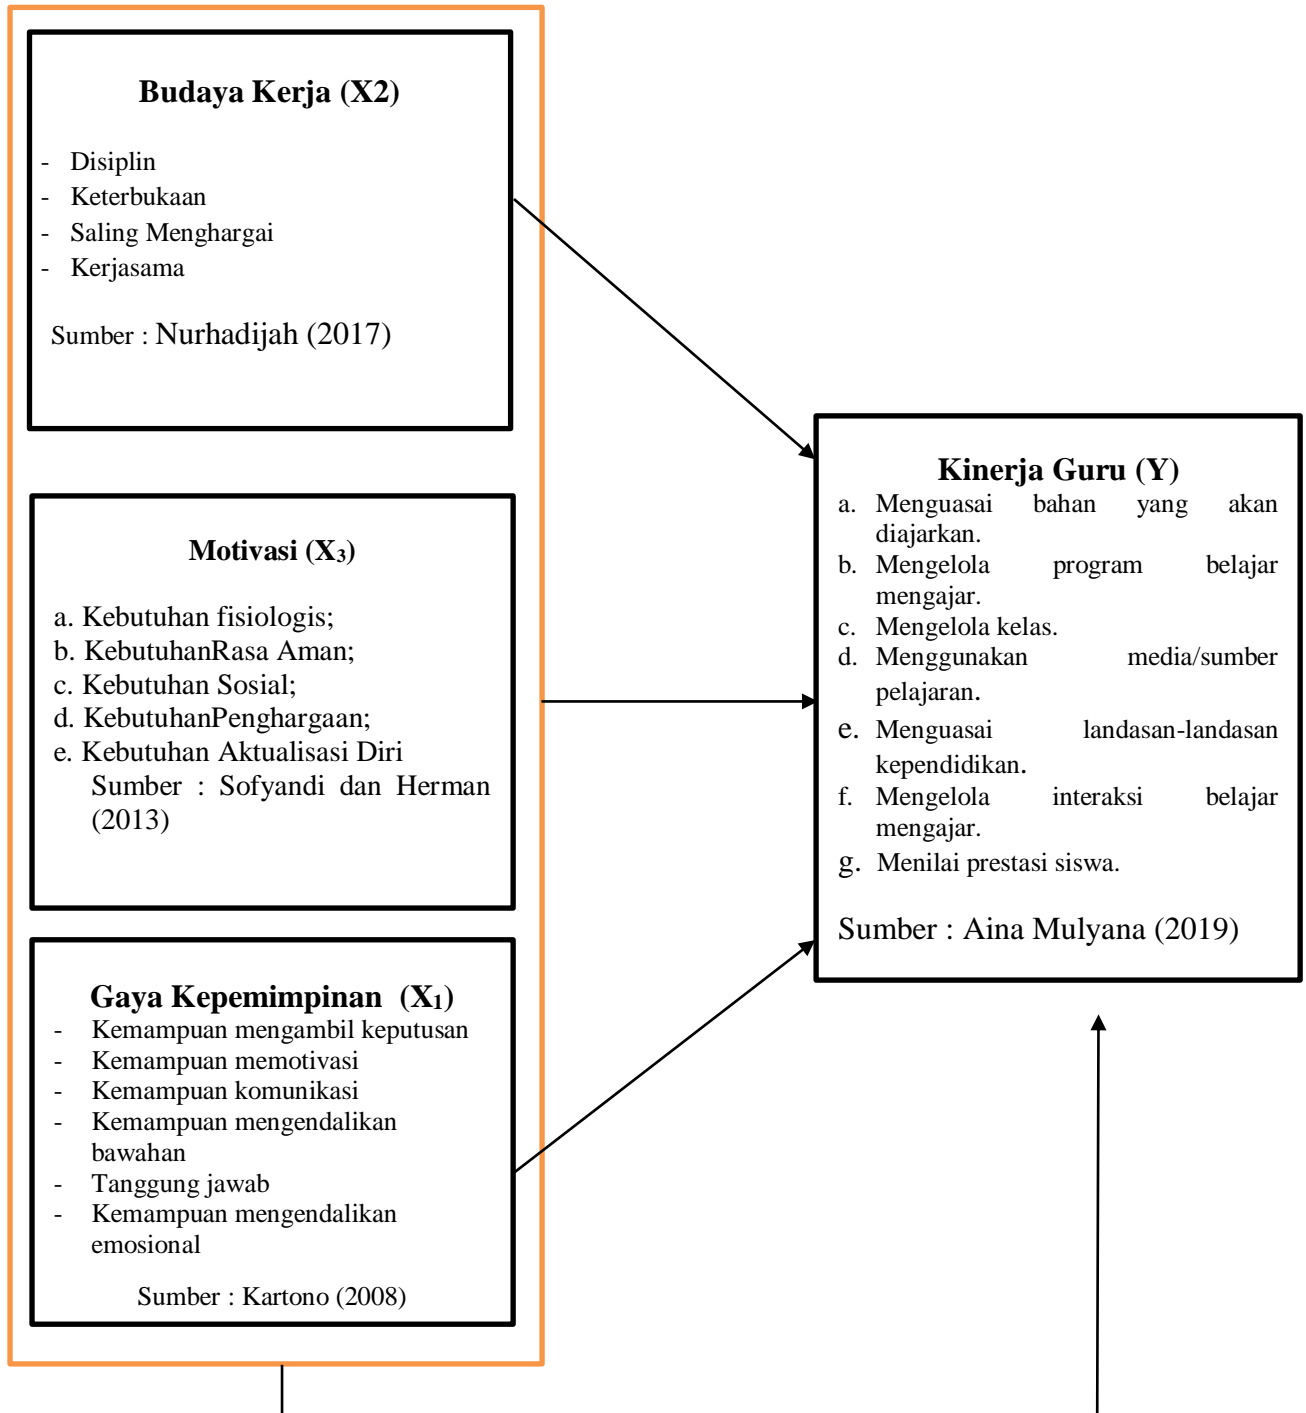 Budaya Kerja (X2)
- Disiplin
- Keterbukaan
- Saling Menghargai
- Kerjasama
Sumber : Nurhadijah (2017)
Motivasi (X₃)
a. Kebutuhan fisiologis;
b. KebutuhanRasa Aman;
c. Kebutuhan Sosial;
d. KebutuhanPenghargaan;
e. Kebutuhan Aktualisasi Diri
Sumber : Sofyandi dan Herman
(2013)
Gaya Kepemimpinan (X₁)
- Kemampuan mengambil keputusan
- Kemampuan memotivasi
- Kemampuan komunikasi
- Kemampuan mengendalikan
bawahan
- Tanggung jawab
- Kemampuan mengendalikan
emosional
Sumber : Kartono (2008)
Kinerja Guru (Y)
a. Menguasai bahan yang akan
diajarkan.
b. Mengelola program belajar
mengajar.
c. Mengelola kelas.
d. Menggunakan media/sumber
pelajaran.
e. Menguasai landasan-landasan
kependidikan.
f. Mengelola interaksi belajar
mengajar.
g. Menilai prestasi siswa.
Sumber : Aina Mulyana (2019)